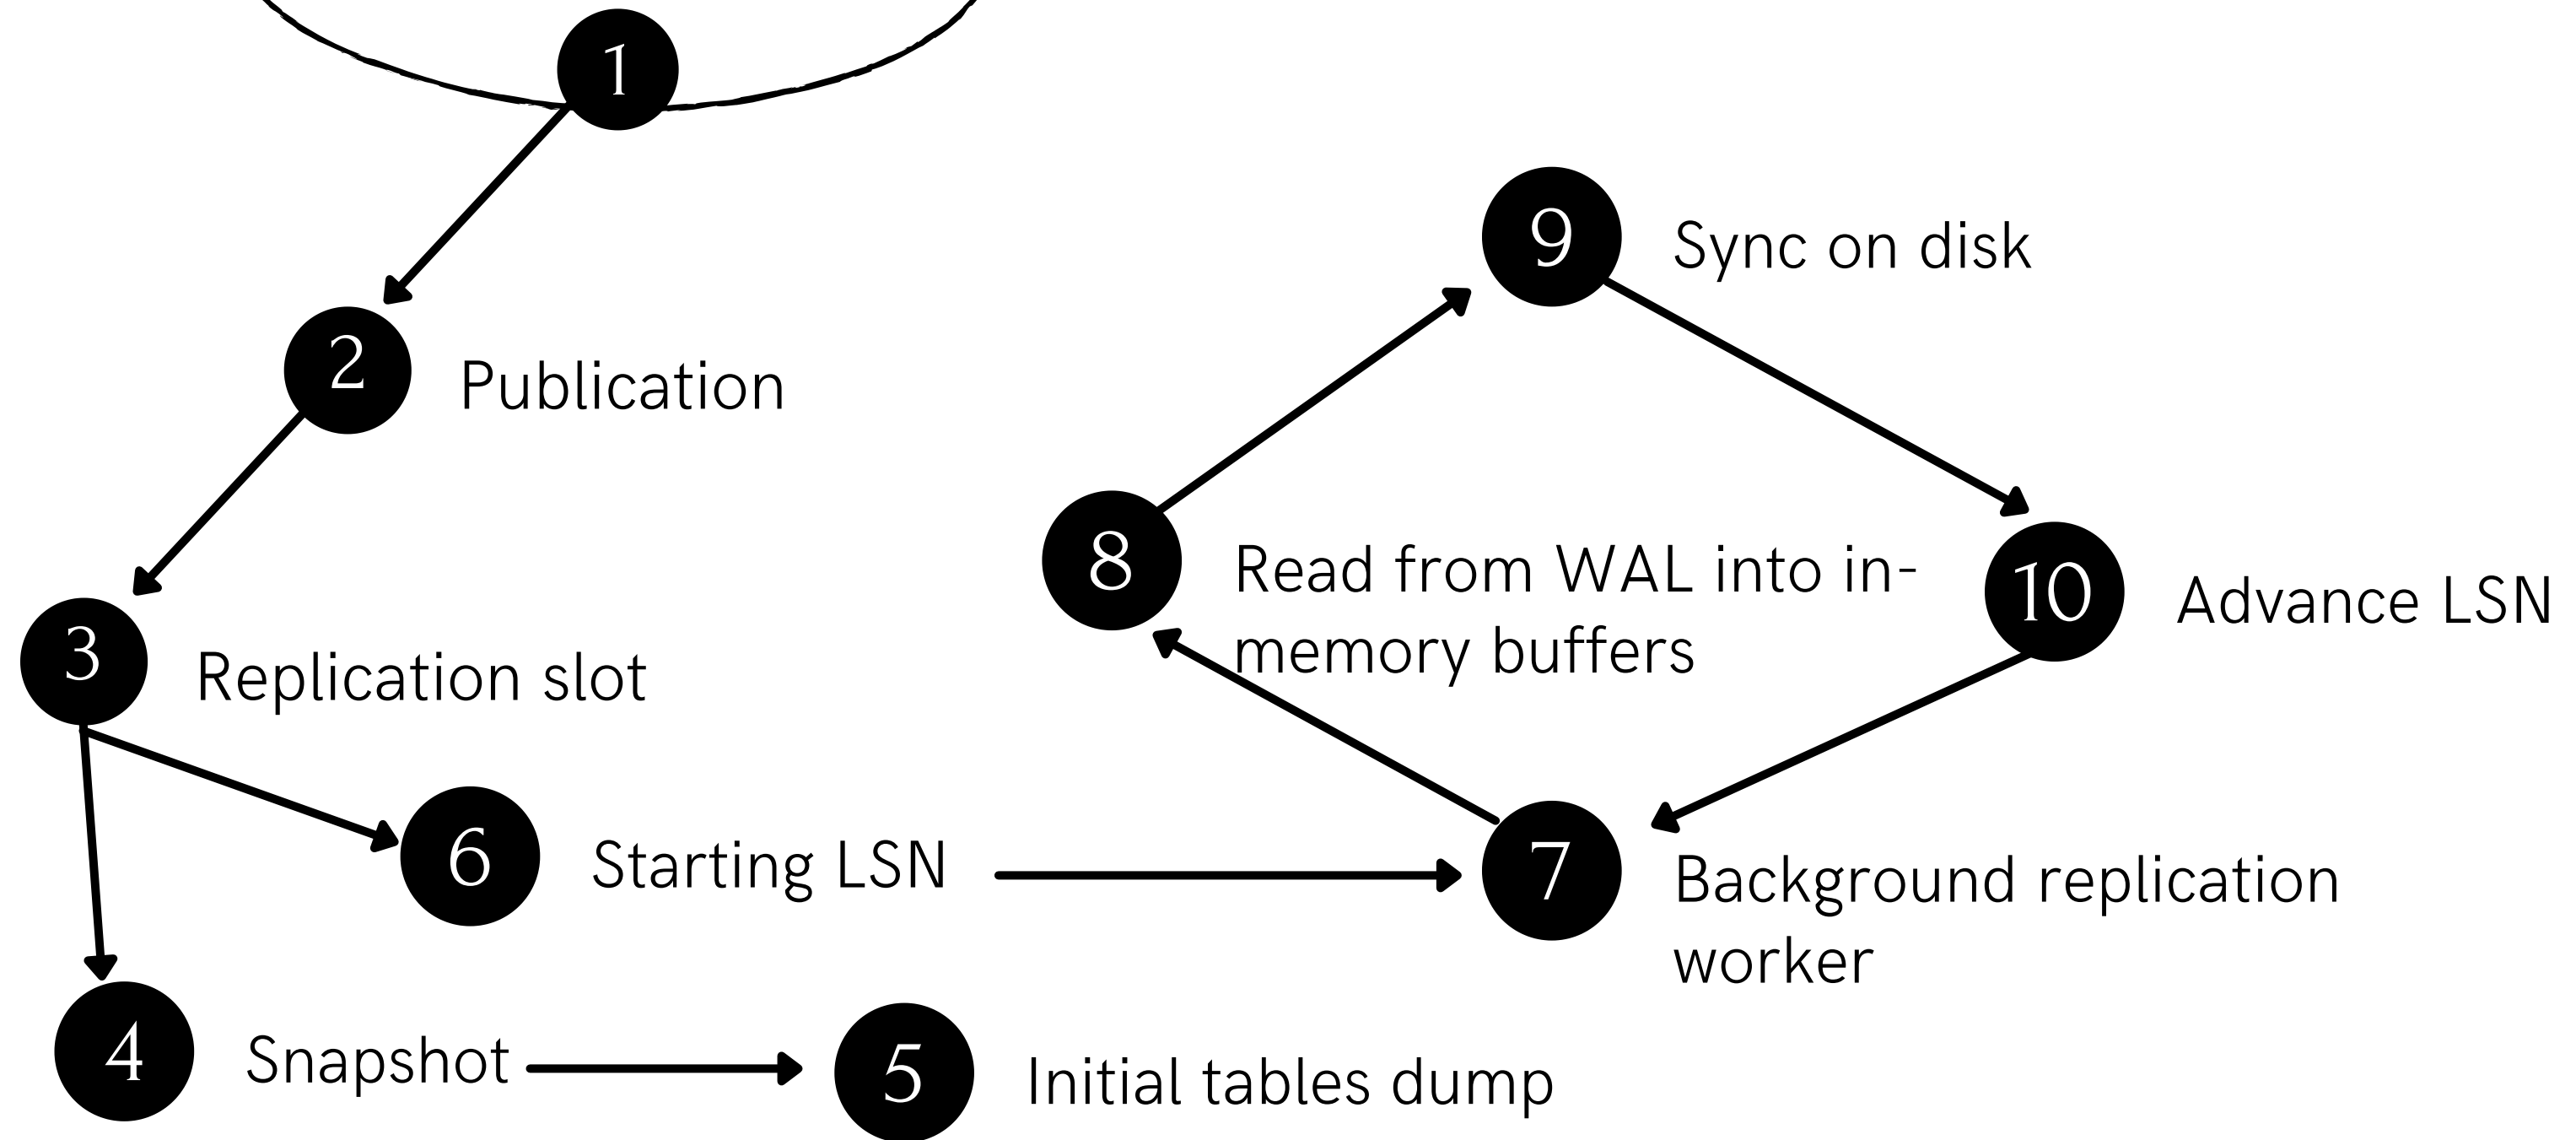 1
2
Publication
3
Replication slot
4
Snapshot
5
Initial tables dump
6
Starting LSN
7
Background replication
worker
8
Read from WAL into in-
memory buffers
9
Sync on disk
10
Advance LSN